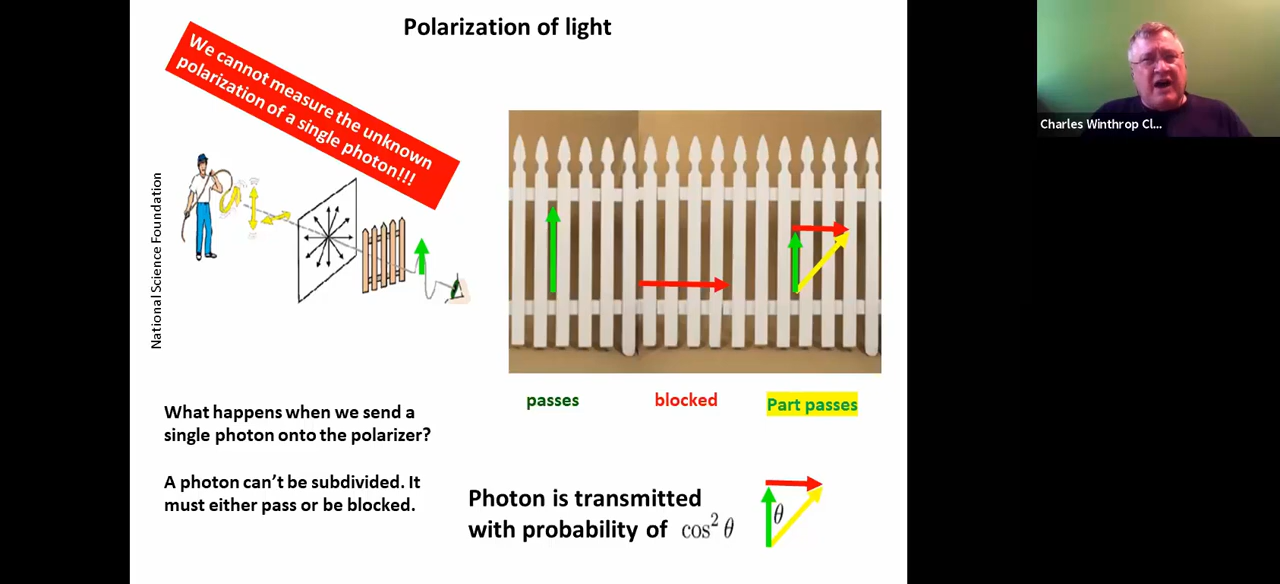 Polarization of light
We cannot measure the unknown
polarization of a single photon!!!
National Science Foundation
passes
blocked
Part passes
What happens when we send a
single photon onto the polarizer?
A photon can't be subdivided. It
must either pass or be blocked.
Photon is transmitted
with probability of cos² θ
θ
Charles Winthrop Cl...